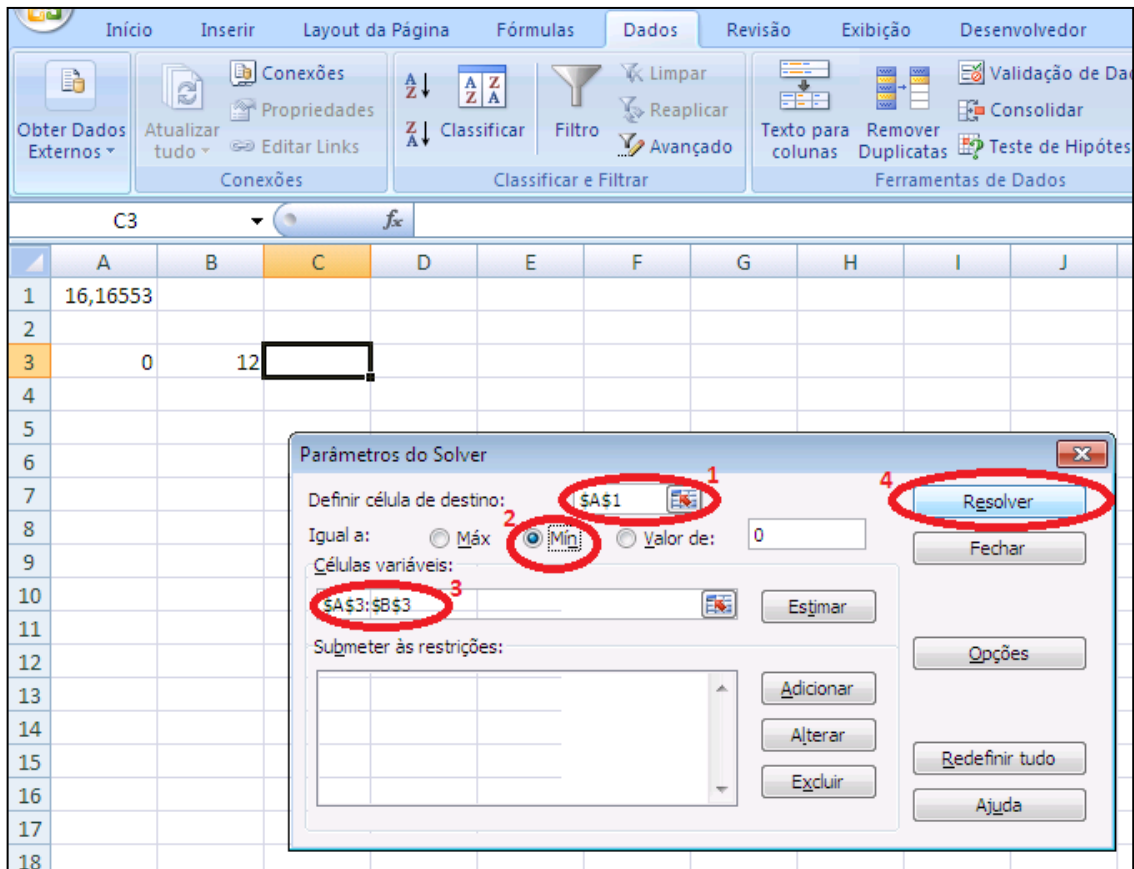 Início Inserir Layout da Página Fórmulas Dados Revisão Exibição Desenvolvedor
Obter Dados Externos
Atualizar tudo
Conexões
Propriedades
Editar Links
Conexões
Classificar
Filtro
Limpar
Reaplicar
Avançado
Classificar e Filtrar
Texto para colunas
Remover Duplicatas
Validação de Da
Consolidar
Teste de Hipótes
Ferramentas de Dados
C3 fx
A B C D E F G H I J
1 16,16553
2
3 0 12
4
5
6
7
8
9
10
11
12
13
14
15
16
17
18
Parâmetros do Solver
Definir célula de destino: $A$1 1
Igual a: Máx 2 Mín Valor de: 0
Células variáveis:
$A$3:$B$3 3
Estimar
Submeter às restrições:
Adicionar
Alterar
Excluir
4 Resolver
Fechar
Opções
Redefinir tudo
Ajuda